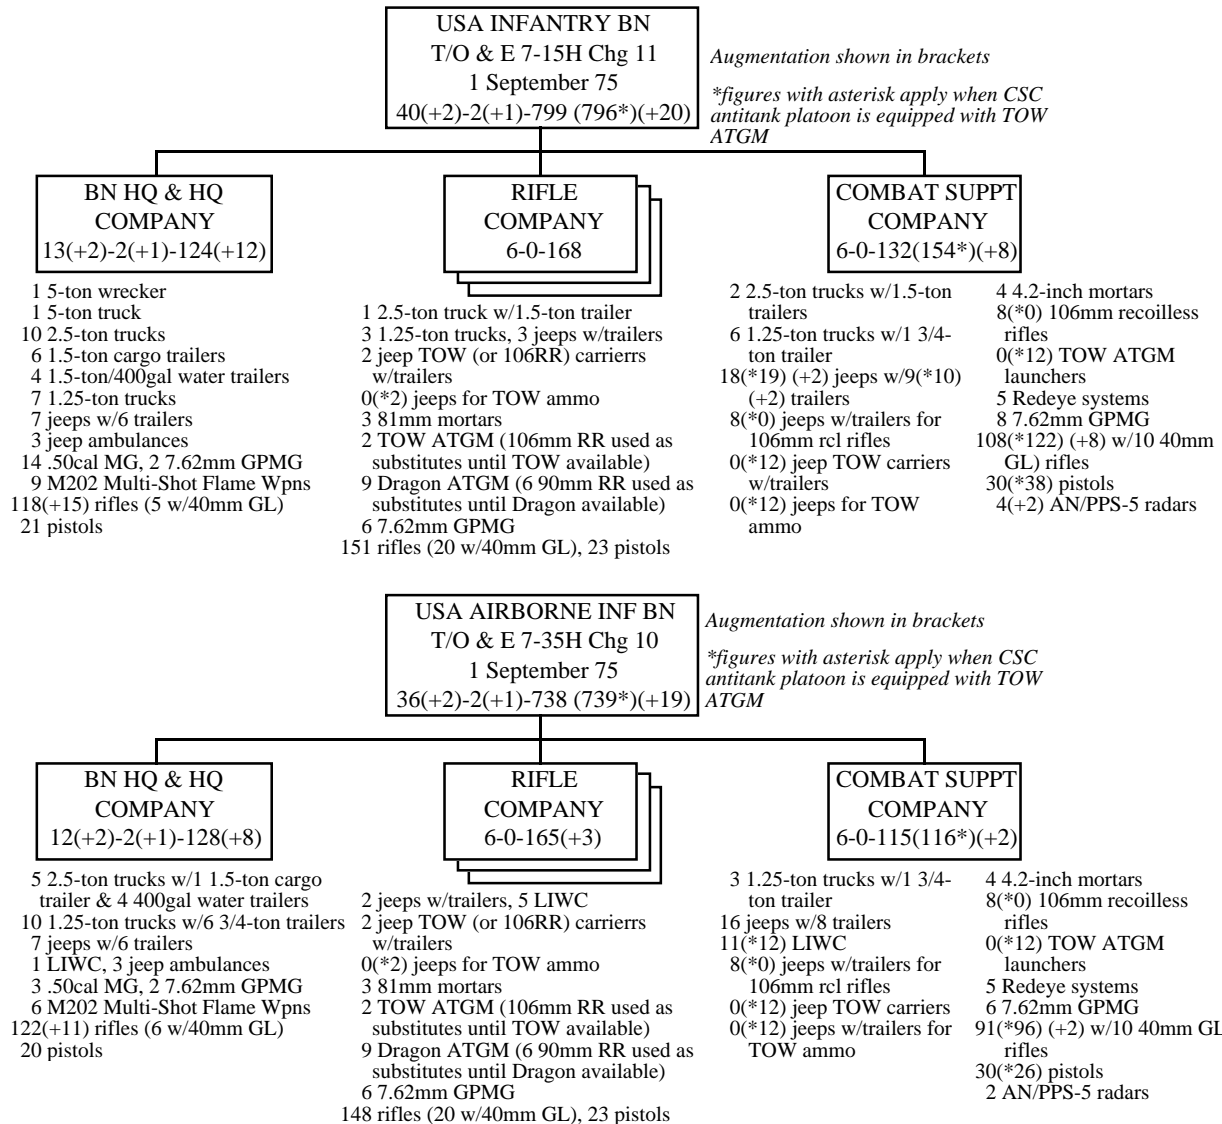 USA INFANTRY BN
T/O & E 7-15H Chg 11
1 September 75
40(+2)-2(+1)-799 (796*)(+20)
Augmentation shown in brackets
*figures with asterisk apply when CSC
antitank platoon is equipped with TOW
ATGM
BN HQ & HQ
COMPANY
13(+2)-2(+1)-124(+12)
1 5-ton wrecker
1 5-ton truck
10 2.5-ton trucks
6 1.5-ton cargo trailers
4 1.5-ton/400gal water trailers
7 1.25-ton trucks
7 jeeps w/6 trailers
3 jeep ambulances
14 .50cal MG, 2 7.62mm GPMG
9 M202 Multi-Shot Flame Wpns
118(+15) rifles (5 w/40mm GL)
21 pistols
RIFLE
COMPANY
6-0-168
1 2.5-ton truck w/1.5-ton trailer
3 1.25-ton trucks, 3 jeeps w/trailers
2 jeep TOW (or 106RR) carierrs
w/trailers
0(*2) jeeps for TOW ammo
3 81mm mortars
2 TOW ATGM (106mm RR used as
substitutes until TOW available)
9 Dragon ATGM (6 90mm RR used as
substitutes until Dragon available)
6 7.62mm GPMG
151 rifles (20 w/40mm GL), 23 pistols
COMBAT SUPPT
COMPANY
6-0-132(154*)(+8)
2 2.5-ton trucks w/1.5-ton
trailers
6 1.25-ton trucks w/1 3/4-
ton trailer
18(*19) (+2) jeeps w/9(*10)
(+2) trailers
8(*0) jeeps w/trailers for
106mm rcl rifles
0(*12) jeep TOW carriers
w/trailers
0(*12) jeeps for TOW
ammo
4 4.2-inch mortars
8(*0) 106mm recoilless
rifles
0(*12) TOW ATGM
launchers
5 Redeye systems
8 7.62mm GPMG
108(*122) (+8) w/10 40mm
GL) rifles
30(*38) pistols
4(+2) AN/PPS-5 radars
USA AIRBORNE INF BN
T/O & E 7-35H Chg 10
1 September 75
36(+2)-2(+1)-738 (739*)(+19)
Augmentation shown in brackets
*figures with asterisk apply when CSC
antitank platoon is equipped with TOW
ATGM
BN HQ & HQ
COMPANY
12(+2)-2(+1)-128(+8)
5 2.5-ton trucks w/1 1.5-ton cargo
trailer & 4 400gal water trailers
10 1.25-ton trucks w/6 3/4-ton trailers
7 jeeps w/6 trailers
1 LIWC, 3 jeep ambulances
3 .50cal MG, 2 7.62mm GPMG
6 M202 Multi-Shot Flame Wpns
122(+11) rifles (6 w/40mm GL)
20 pistols
RIFLE
COMPANY
6-0-165(+3)
2 jeeps w/trailers, 5 LIWC
2 jeep TOW (or 106RR) carierrs
w/trailers
0(*2) jeeps for TOW ammo
3 81mm mortars
2 TOW ATGM (106mm RR used as
substitutes until TOW available)
9 Dragon ATGM (6 90mm RR used as
substitutes until Dragon available)
6 7.62mm GPMG
148 rifles (20 w/40mm GL), 23 pistols
COMBAT SUPPT
COMPANY
6-0-115(116*)(+2)
3 1.25-ton trucks w/1 3/4-
ton trailer
16 jeeps w/8 trailers
11(*12) LIWC
8(*0) jeeps w/trailers for
106mm rcl rifles
0(*12) jeep TOW carriers
0(*12) jeeps w/trailers for
TOW ammo
4 4.2-inch mortars
8(*0) 106mm recoilless
rifles
0(*12) TOW ATGM
launchers
5 Redeye systems
6 7.62mm GPMG
91(*96) (+2) w/10 40mm GL
rifles
30(*26) pistols
2 AN/PPS-5 radars